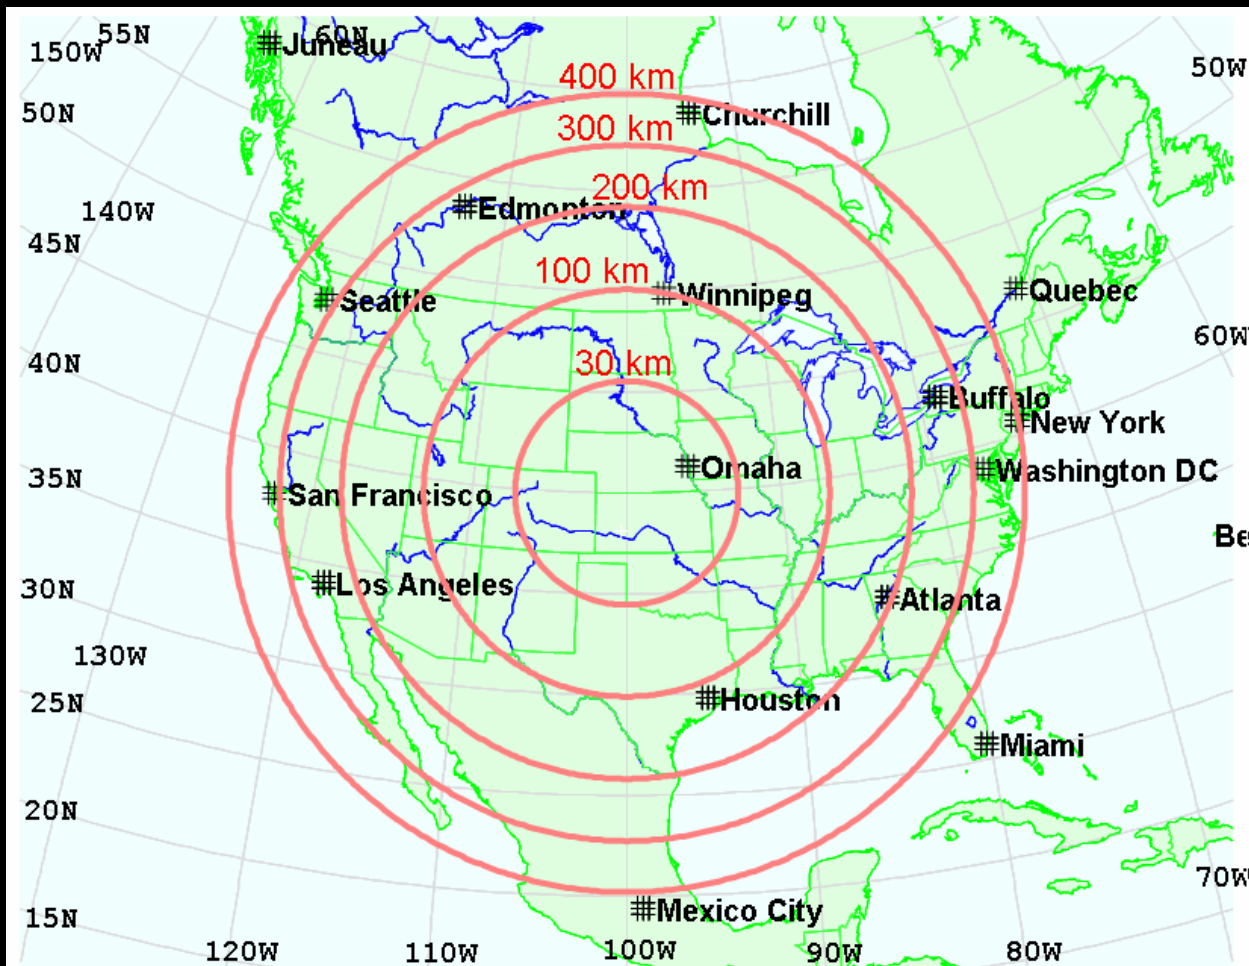 55N
60N
150W
Juneau
50W
400 km
50N
Churchill
300 km
200 km
140W
Edmonton
45N
100 km
Quebec
Seattle
Winnipeg
60W
40N
30 km
Buffalo
New York
35N
Omaha
Washington DC
San Francisco
Be
30N
Los Angeles
Atlanta
130W
25N
Houston
Miami
20N
70W
15N
Mexico City
120W
110W
100W
90W
80W